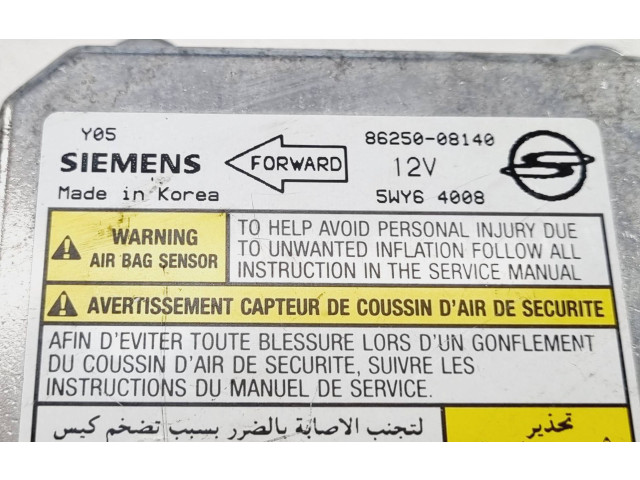 Y05
SIEMENS
Made in Korea
FORWARD
86250-08140
12V
5WY6 4008
WARNING
AIR BAG SENSOR
TO HELP AVOID PERSONAL INJURY DUE
TO UNWANTED INFLATION FOLLOW ALL
INSTRUCTION IN THE SERVICE MANUAL
AVERTISSEMENT CAPTEUR DE COUSSIN D'AIR DE SECURITE
AFIN D'EVITER TOUTE BLESSURE LORS D'UN GONFLEMENT
DU COUSSIN D'AIR DE SECURITE, SUIVRE LES
INSTRUCTIONS DU MANUEL DE SERVICE.
تحذير
لتجنب الاصابة بالضرر بسبب تضخم كيس